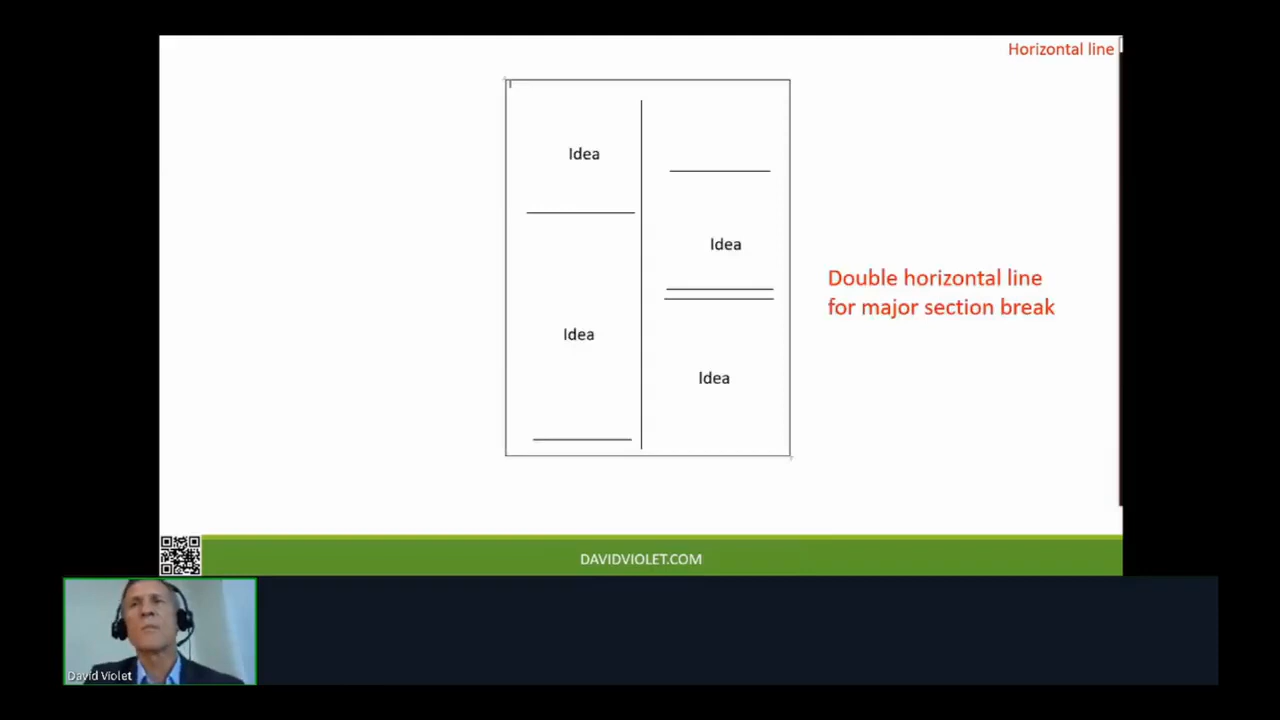 Horizontal line
Idea
Idea
Idea
Double horizontal line
for major section break
Idea
DAVIDVIOLET.COM
David Violet